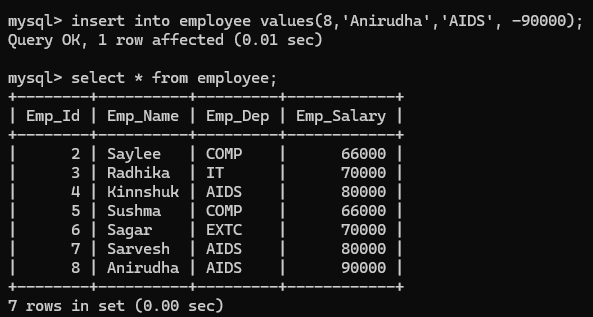 mysql> insert into employee values(8,'Anirudha','AIDS', -90000);
Query OK, 1 row affected (0.01 sec)

mysql> select * from employee;
+--------+----------+---------+------------+
| Emp_Id | Emp_Name | Emp_Dep | Emp_Salary |
+--------+----------+---------+------------+
|      2 | Saylee   | COMP    |      66000 |
|      3 | Radhika  | IT      |      70000 |
|      4 | Kinnshuk | AIDS    |      80000 |
|      5 | Sushma   | COMP    |      66000 |
|      6 | Sagar    | EXTC    |      70000 |
|      7 | Sarvesh  | AIDS    |      80000 |
|      8 | Anirudha | AIDS    |      90000 |
+--------+----------+---------+------------+
7 rows in set (0.00 sec)